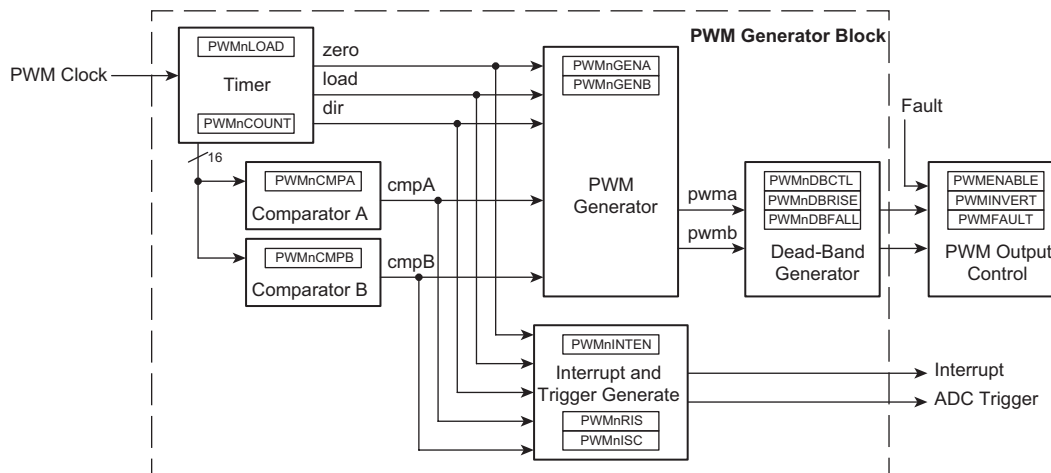 PWM Generator Block
PWM Clock
PWMnLOAD
Timer
PWMnCOUNT
zero
load
dir
16
PWMnCMPA
Comparator A
cmpA
PWMnCMPB
Comparator B
cmpB
PWMnGENA
PWMnGENB
PWM
Generator
pwma
pwmb
PWMnDBCTL
PWMnDBRISE
PWMnDBFALL
Dead-Band
Generator
Fault
PWMENABLE
PWMINVERT
PWMFAULT
PWM Output
Control
PWMnINTEN
Interrupt and
Trigger Generate
PWMnRIS
PWMnISC
Interrupt
ADC Trigger